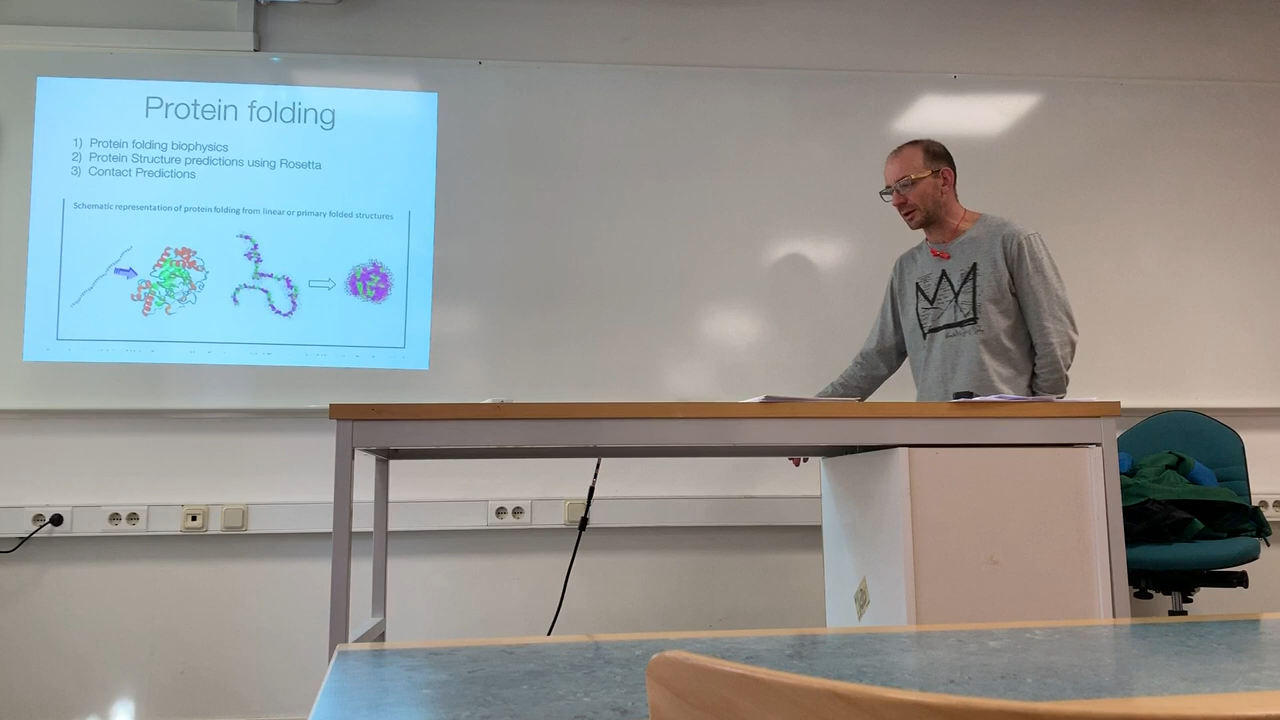 Protein folding
1) Protein folding biophysics
2) Protein Structure predictions using Rosetta
3) Contact Predictions
Schematic representation of protein folding from linear or primary folded structures